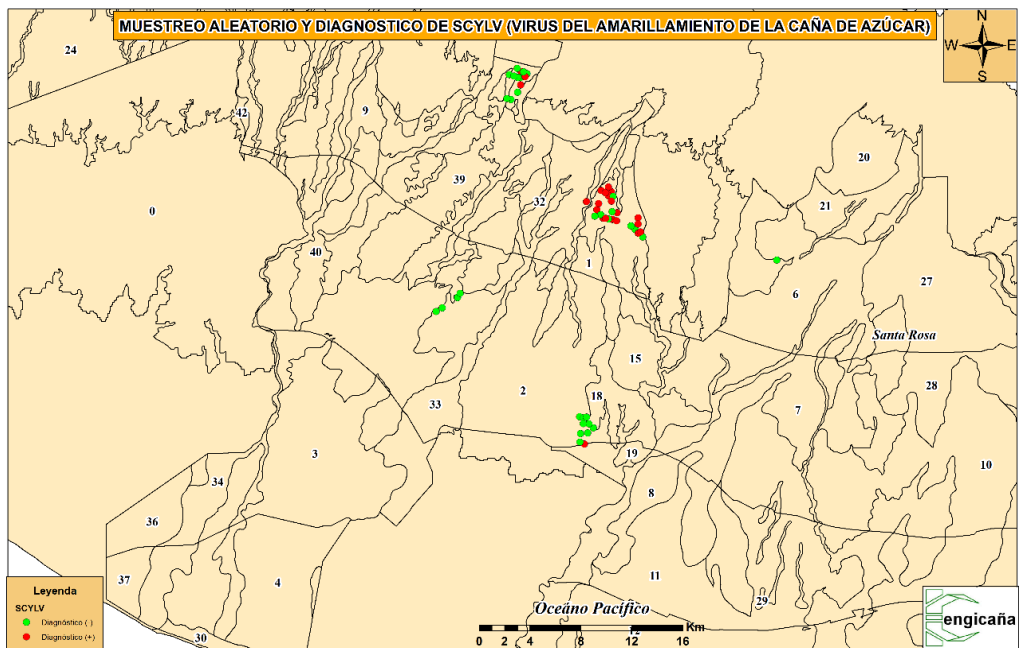 MUESTREO ALEATORIO Y DIAGNOSTICO DE SCYLV (VIRUS DEL AMARILLAMIENTO DE LA CAÑA DE AZÚCAR)
N
W E
S
24
42
9
20
39
0
32
21
40
1
6
27
Santa Rosa
15
2
18
33
28
7
3
19
10
34
8
36
37
4
11
29
30
Oceáno Pacífico
Km
0 2 4 8 12 16
12
Leyenda
SCYLV
Diagnóstico (-)
Diagnóstico (+)
engicaña